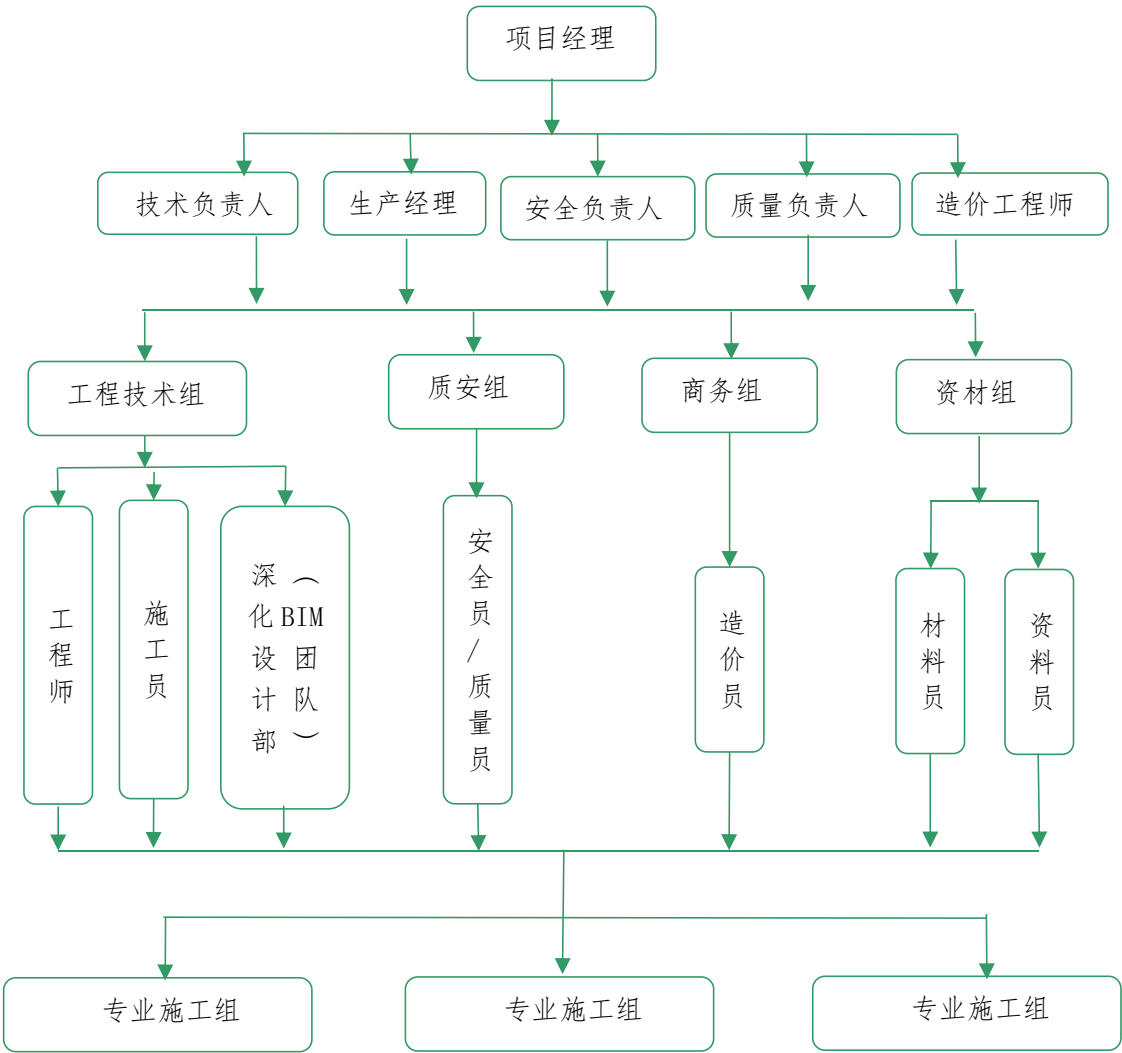 项目经理
技术负责人
生产经理
安全负责人
质量负责人
造价工程师
工程技术组
质安组
商务组
资材组
工程师
施工员
深化设计部
（BIM团队）
安全员/质量员
造价员
材料员
资料员
专业施工组
专业施工组
专业施工组